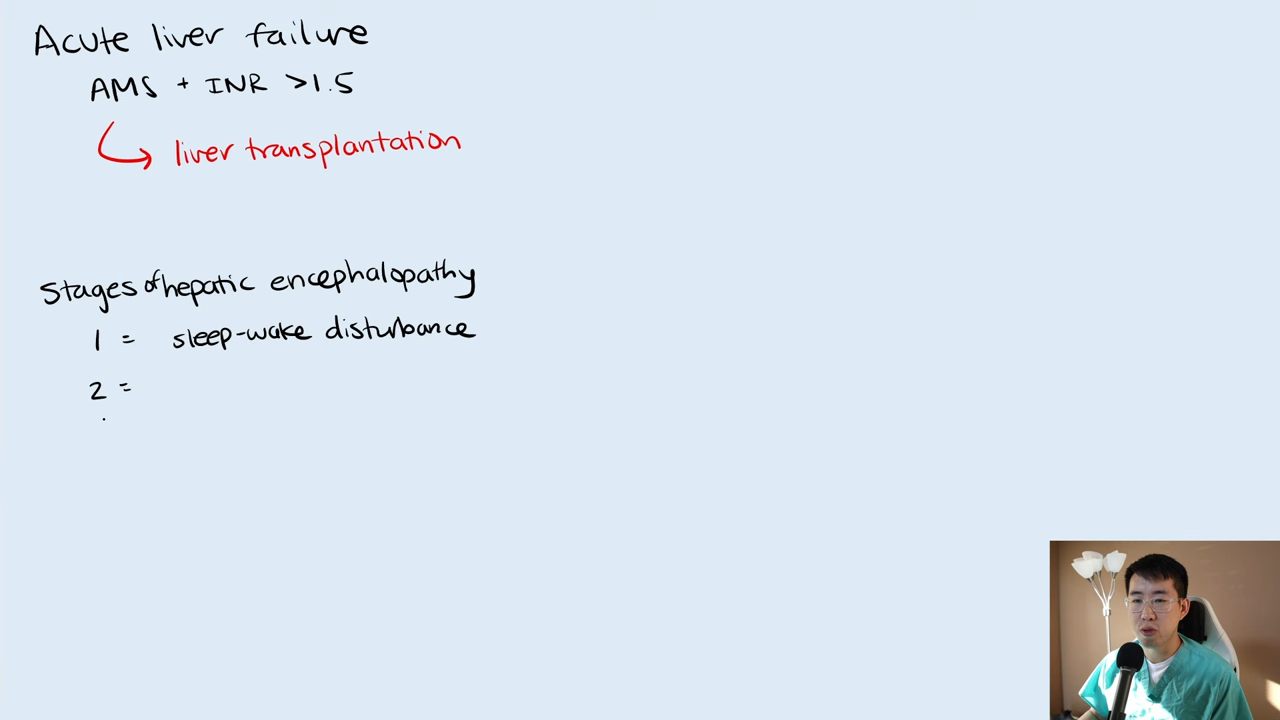 Acute liver failure
AMS + INR >1.5
liver transplantation
Stages of hepatic encephalopathy
1 = sleep-wake disturbance
2 =